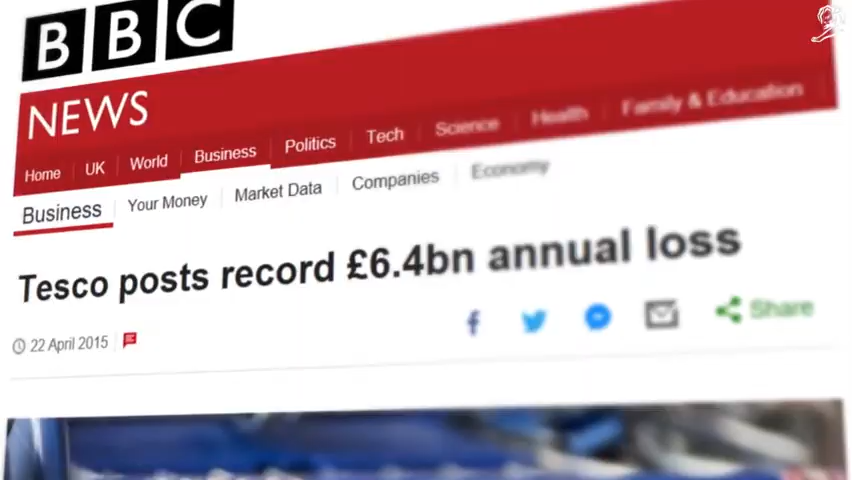 BBC
NEWS
Home UK World Business Politics Tech Science Health Family & Education
Business Your Money Market Data Companies Economy
Tesco posts record £6.4bn annual loss
22 April 2015
Share